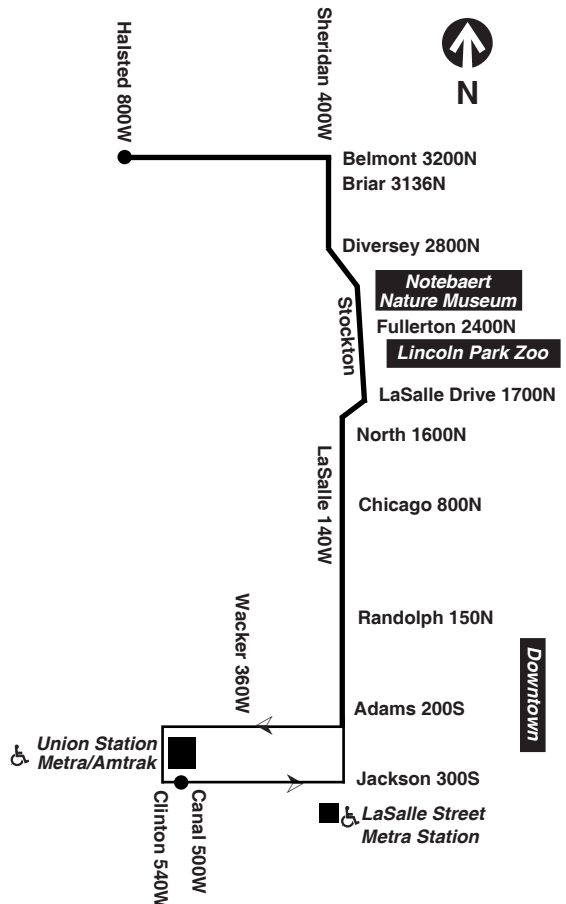 Halsted 800W
Sheridan 400W
N
Belmont 3200N
Briar 3136N
Diversey 2800N
Notebaert
Nature Museum
Stockton
Fullerton 2400N
Lincoln Park Zoo
LaSalle Drive 1700N
North 1600N
LaSalle 140W
Chicago 800N
Wacker 360W
Randolph 150N
Downtown
Adams 200S
Union Station
Metra/Amtrak
Jackson 300S
Clinton 540W
Canal 500W
LaSalle Street
Metra Station